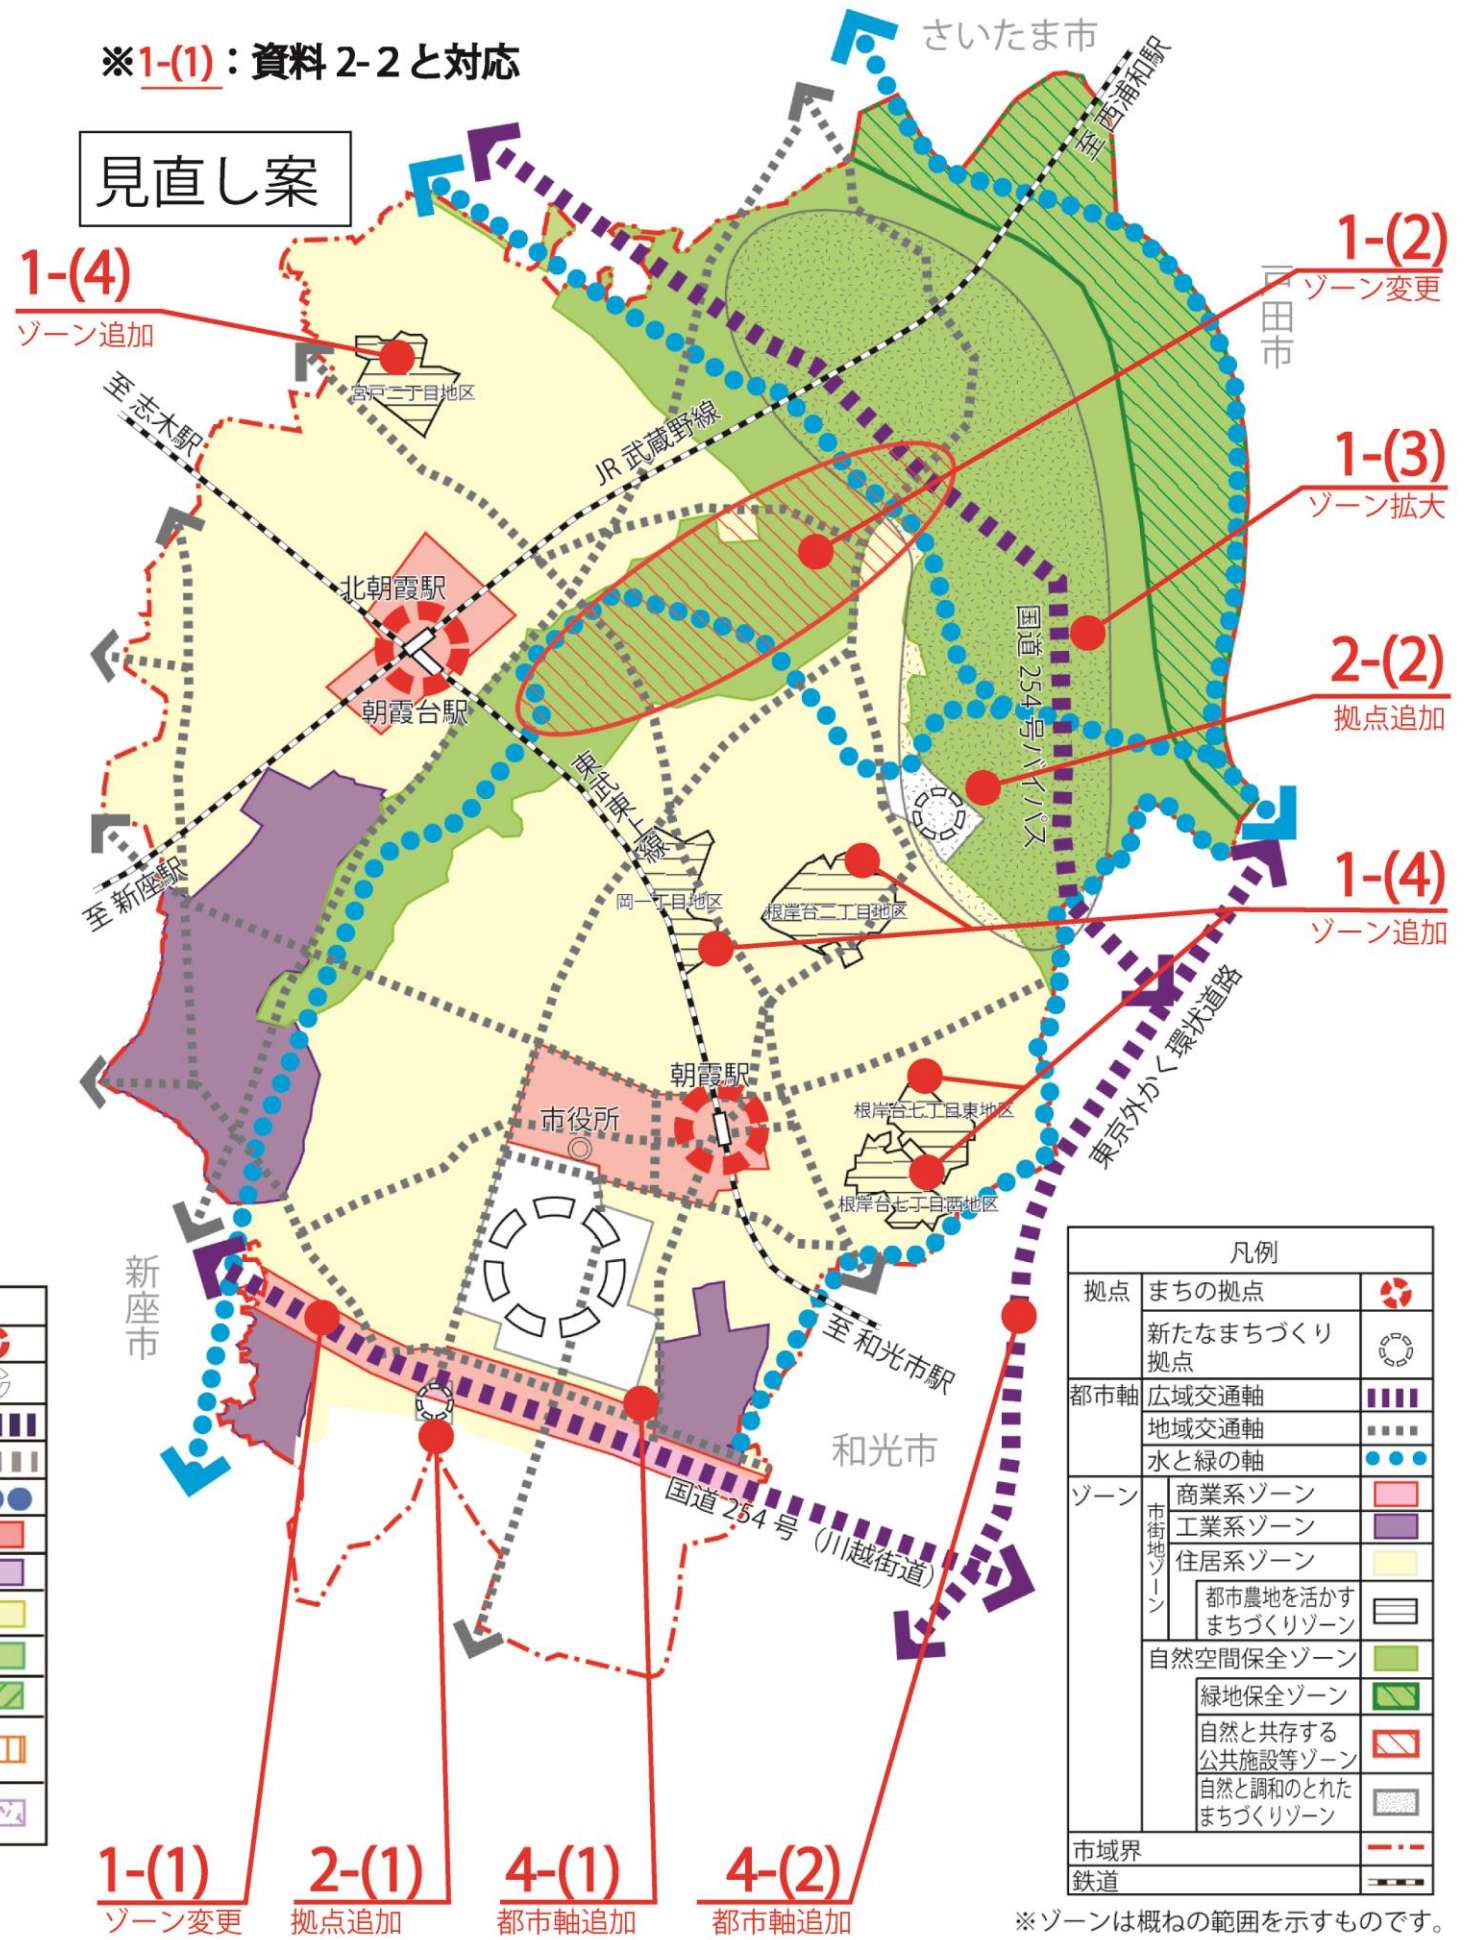 ※1-(1)：資料 2-2 と対応
見直し案
さいたま市
至 西浦和駅
1-(4)
ゾーン追加
1-(2)
ゾーン変更
戸田市
宮戸二丁目地区
至 志木駅
JR 武蔵野線
1-(3)
ゾーン拡大
北朝霞駅
朝霞台駅
国道 254 号バイパス
2-(2)
拠点追加
東武東上線
至 新座駅
岡一丁目地区
根岸台二丁目地区
1-(4)
ゾーン追加
東京外かく環状道路
朝霞駅
市役所
根岸台七丁目東地区
根岸台七丁目西地区
新座市
至 和光市駅
和光市
国道 254 号（川越街道）
凡例
拠点
まちの拠点
新たなまちづくり
拠点
都市軸
広域交通軸
地域交通軸
水と緑の軸
ゾーン
市街地ゾーン
商業系ゾーン
工業系ゾーン
住居系ゾーン
都市農地を活かす
まちづくりゾーン
自然空間保全ゾーン
緑地保全ゾーン
自然と共存する
公共施設等ゾーン
自然と調和のとれた
まちづくりゾーン
市域界
鉄道
1-(1)
ゾーン変更
2-(1)
拠点追加
4-(1)
都市軸追加
4-(2)
都市軸追加
※ゾーンは概ねの範囲を示すものです。